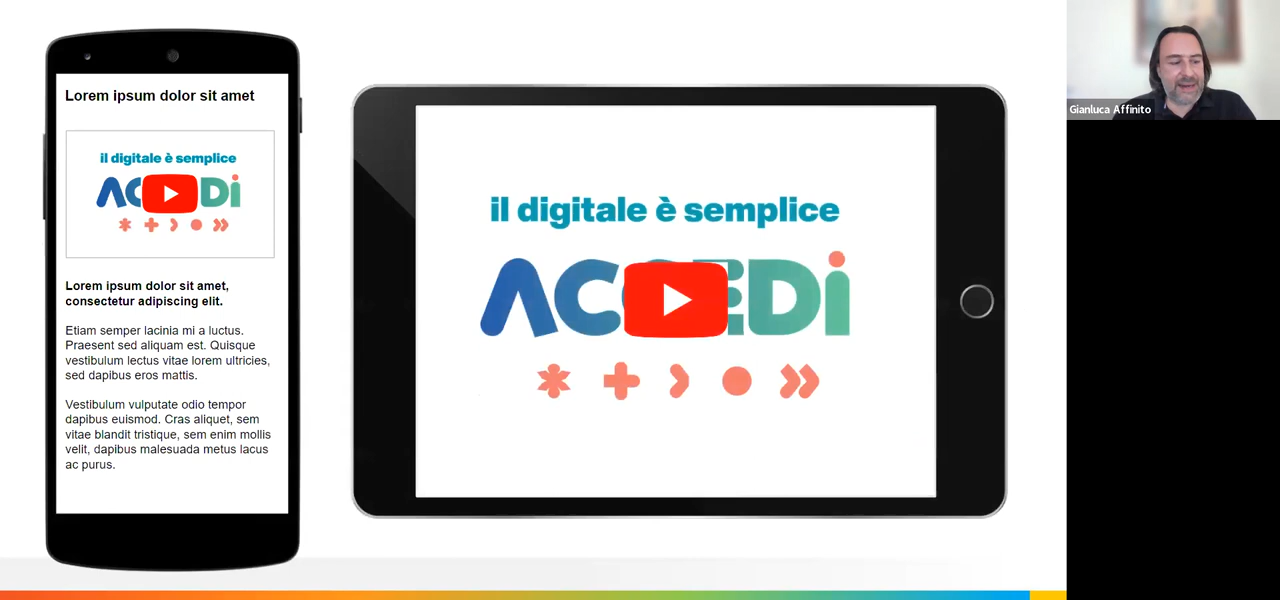 Lorem ipsum dolor sit amet
il digitale è semplice
ACCEDi
Lorem ipsum dolor sit amet,
consectetur adipiscing elit.
Etiam semper lacinia mi a luctus.
Praesent sed aliquam est. Quisque
vestibulum lectus vitae lorem ultricies,
sed dapibus eros mattis.
Vestibulum vulputate odio tempor
dapibus euismod. Cras aliquet, sem
vitae blandit tristique, sem enim mollis
velit, dapibus malesuada metus lacus
ac purus.
il digitale è semplice
ACCEDi
Gianluca Affinito